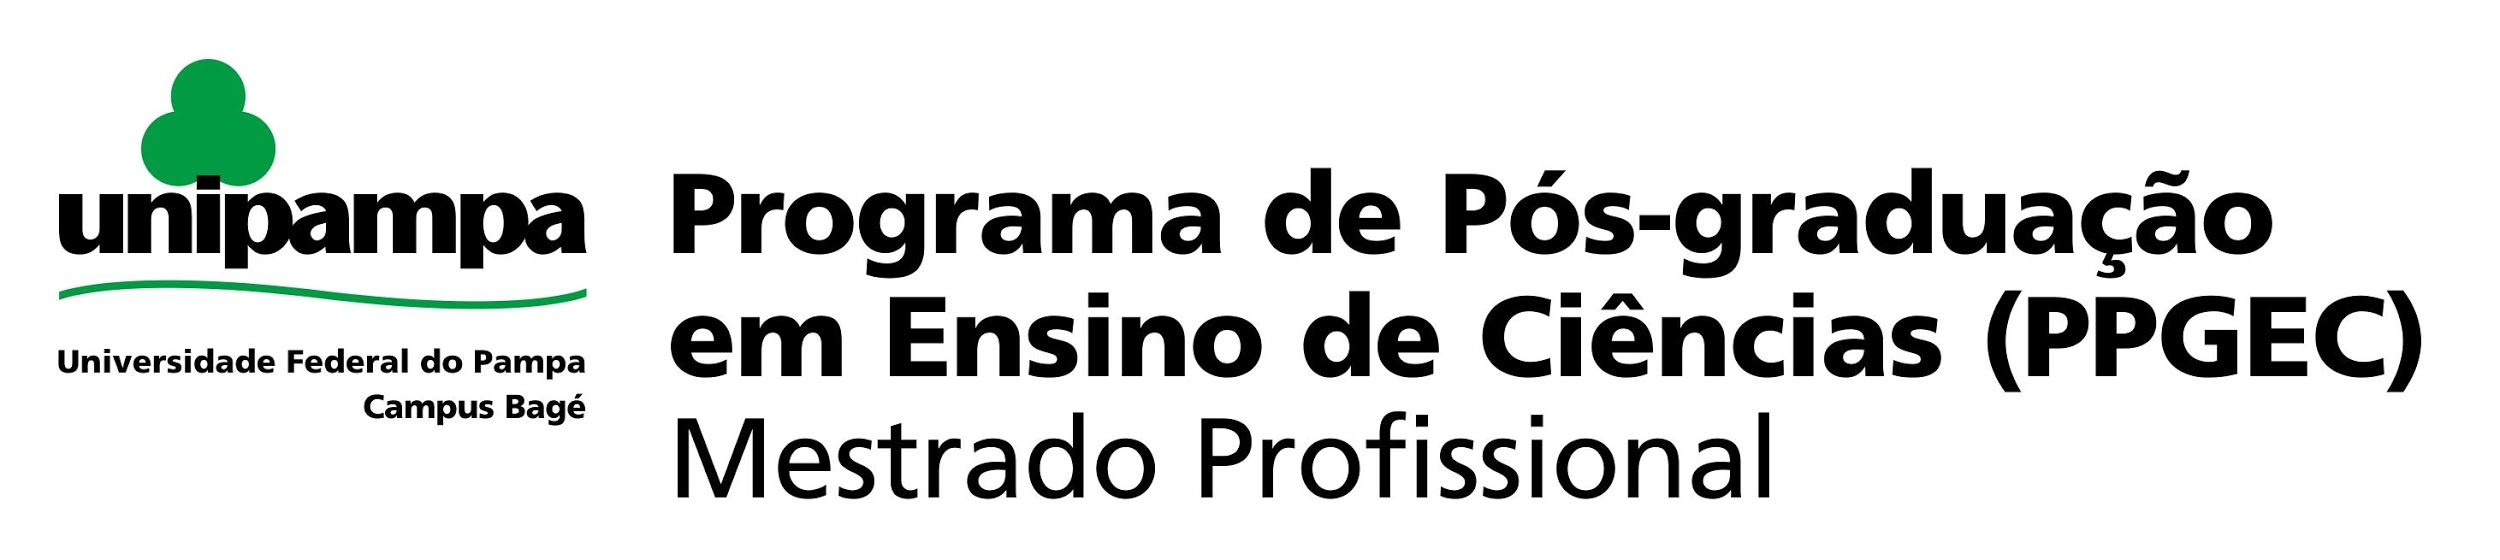 unipampa
Universidade Federal do Pampa
Campus Bagé
Programa de Pós-graduação
em Ensino de Ciências (PPGEC)
Mestrado Profissional